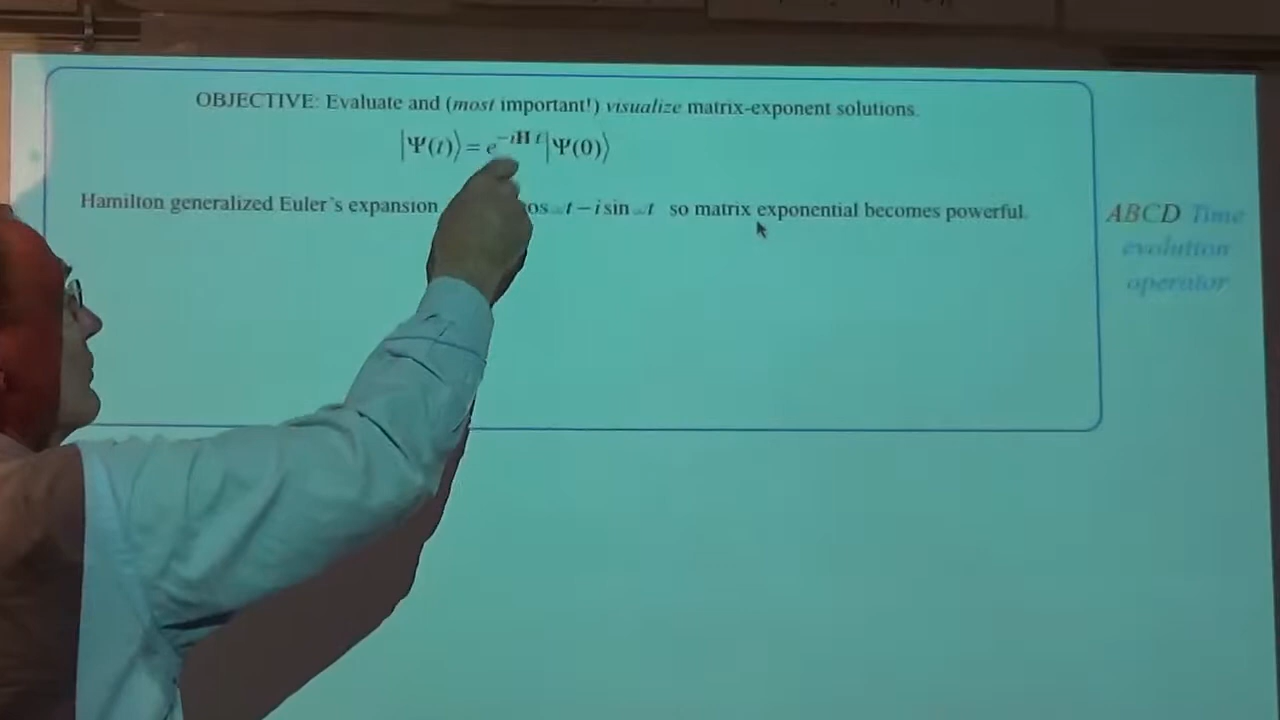 OBJECTIVE: Evaluate and (most important!) visualize matrix-exponent solutions.
|Ψ(t)⟩ = e^{-iHt}|Ψ(0)⟩
Hamilton generalized Euler's expansion os t - i sin t so matrix exponential becomes powerful.
ABCD Time
evolution
operator